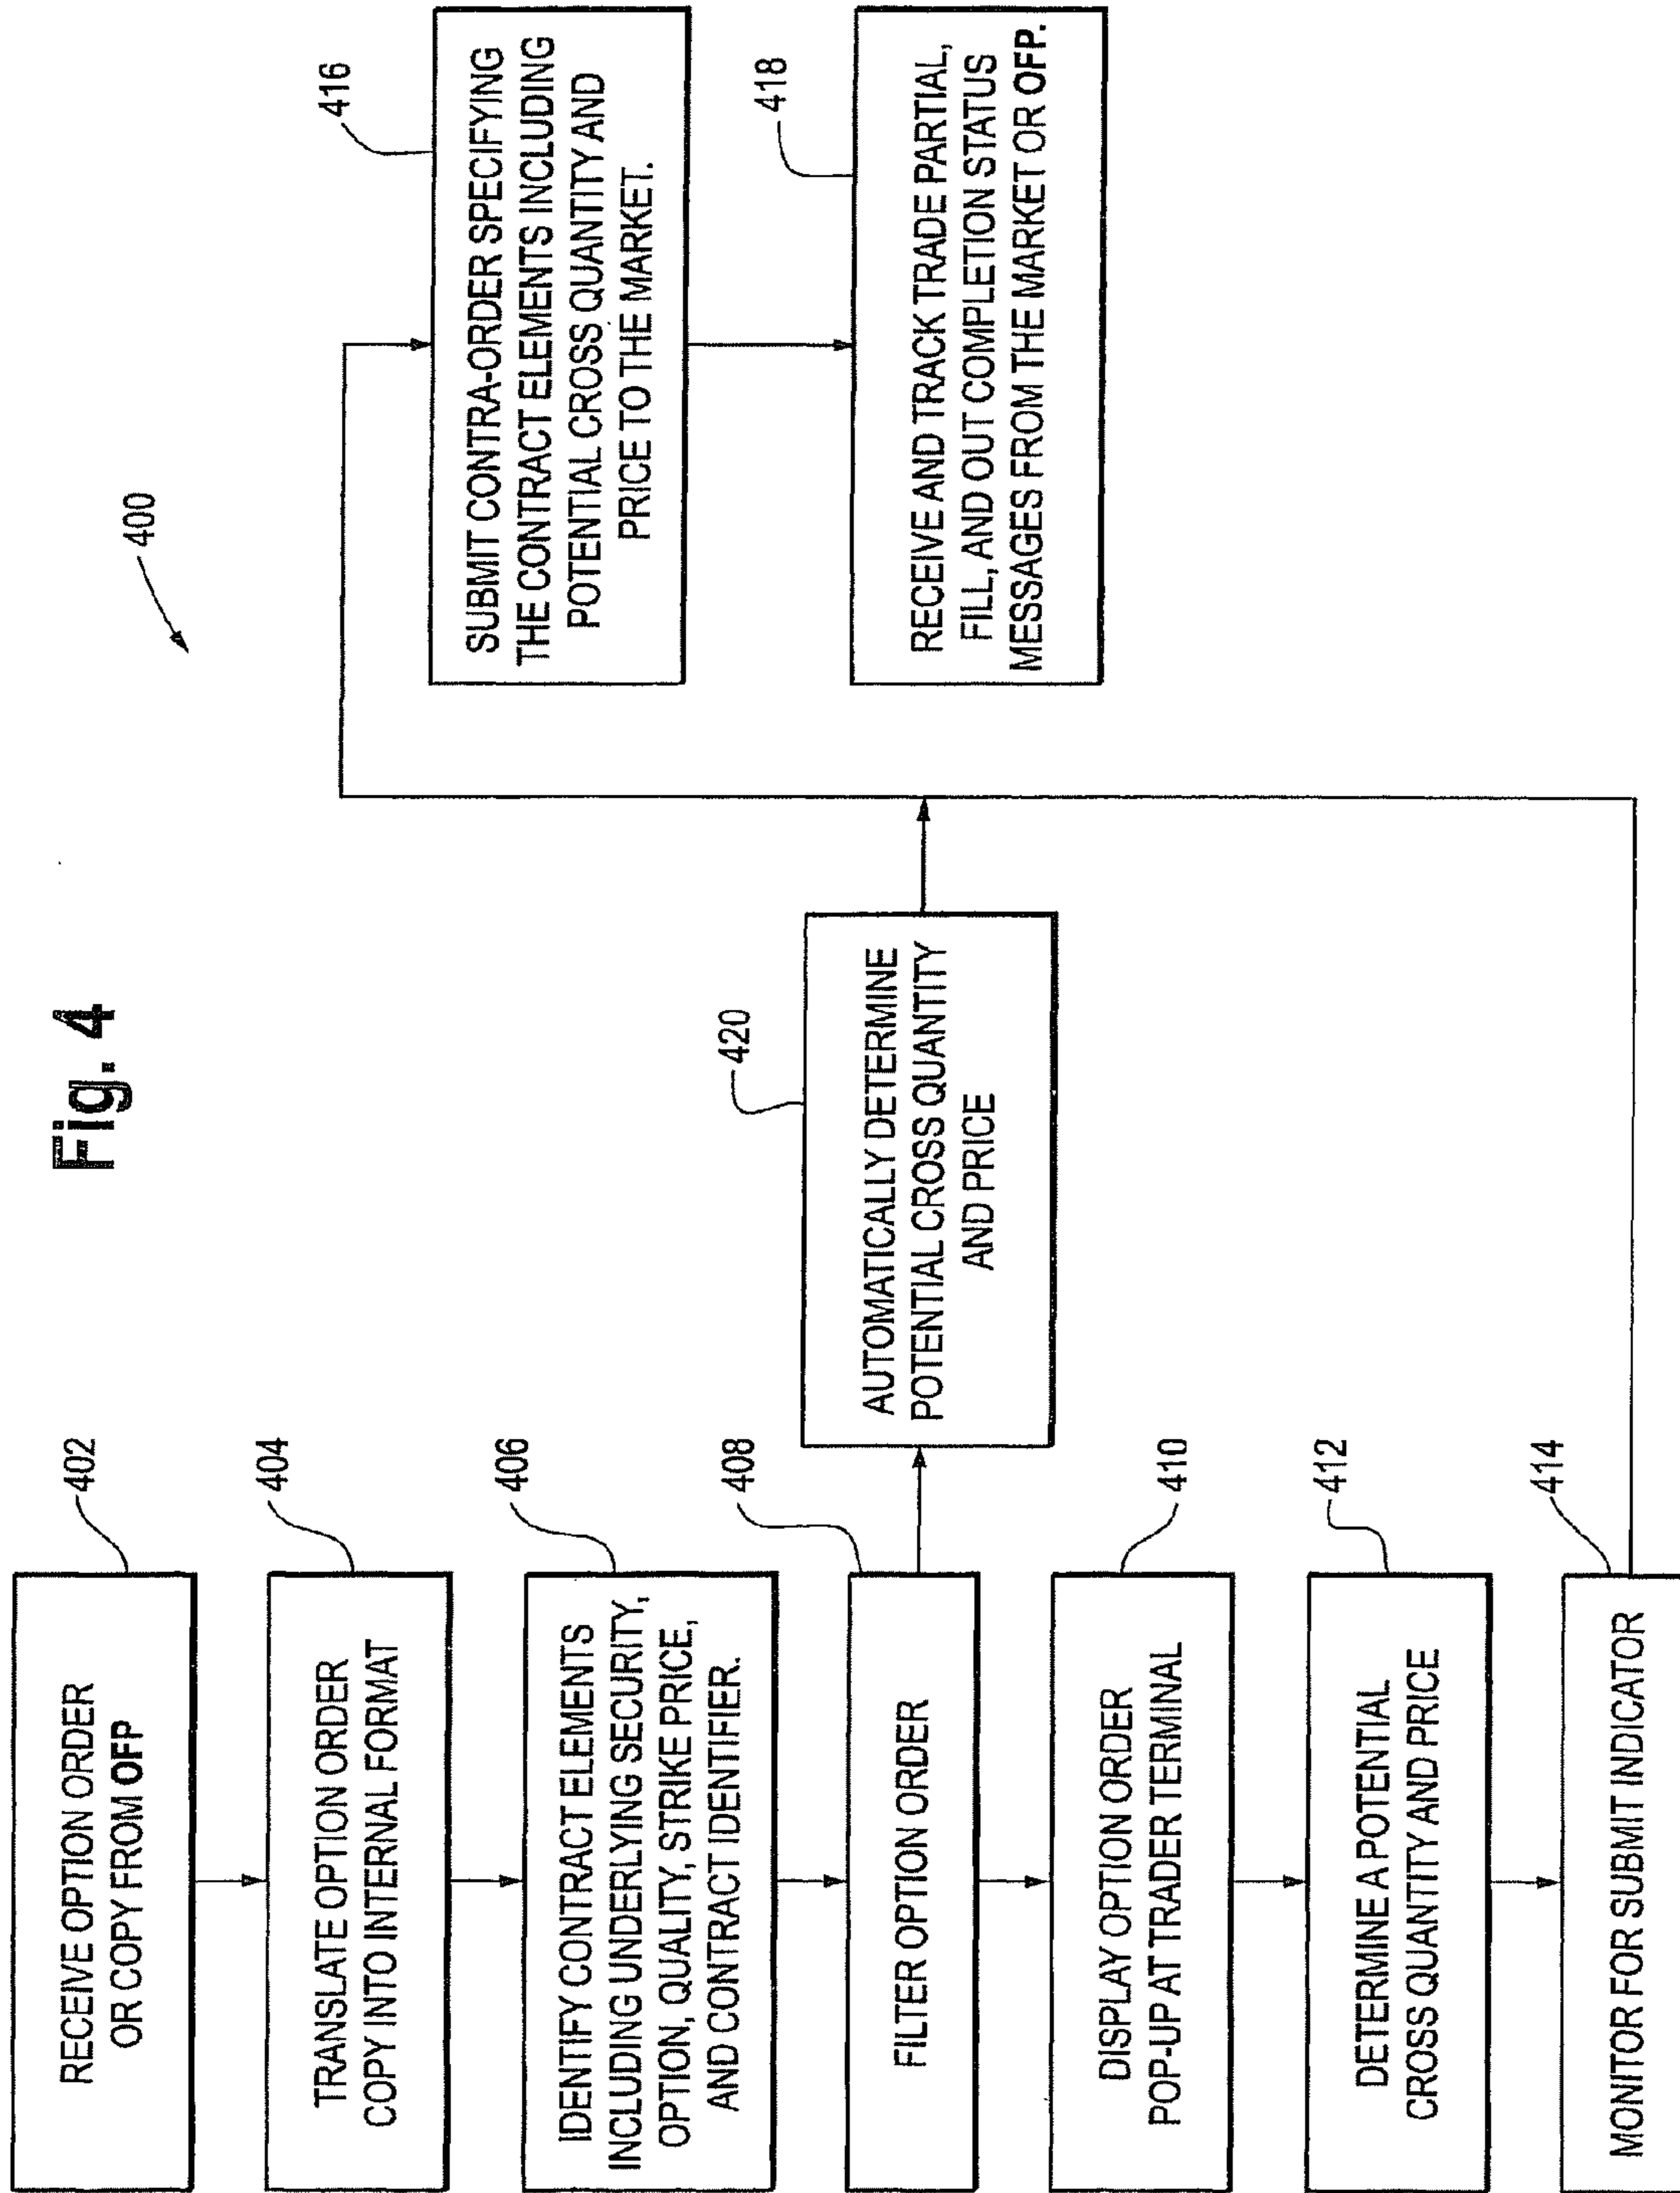 Fig. 4
400
402
RECEIVE OPTION ORDER
OR COPY FROM OFP
404
TRANSLATE OPTION ORDER
COPY INTO INTERNAL FORMAT
406
IDENTIFY CONTRACT ELEMENTS
INCLUDING UNDERLYING SECURITY,
OPTION, QUALITY, STRIKE PRICE,
AND CONTRACT IDENTIFIER.
408
FILTER OPTION ORDER
410
DISPLAY OPTION ORDER
POP-UP AT TRADER TERMINAL
412
DETERMINE A POTENTIAL
CROSS QUANTITY AND PRICE
414
MONITOR FOR SUBMIT INDICATOR
420
AUTOMATICALLY DETERMINE
POTENTIAL CROSS QUANTITY
AND PRICE
416
SUBMIT CONTRA-ORDER SPECIFYING
THE CONTRACT ELEMENTS INCLUDING
POTENTIAL CROSS QUANTITY AND
PRICE TO THE MARKET.
418
RECEIVE AND TRACK TRADE PARTIAL,
FILL, AND OUT COMPLETION STATUS
MESSAGES FROM THE MARKET OR OFP.